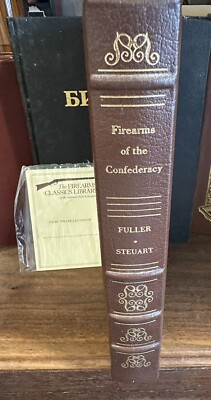 БИ
Firearms
of the
Confederacy
FULLER
STEUART
The FIREARMS
CLASSICS LIBRARY